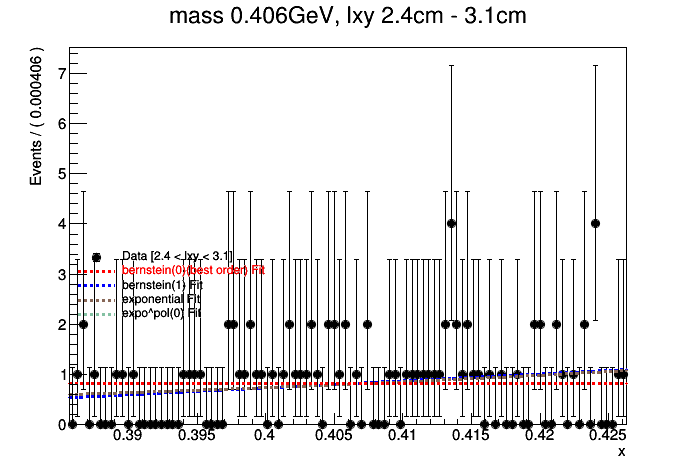 mass 0.406GeV, lxy 2.4cm - 3.1cm
Events / ( 0.000406 )
7
6
5
4
3
2
1
0
Data [2.4 < lxy < 3.1]
bernstein(0)(best order) Fit
bernstein(1) Fit
exponential Fit
expo^pol(0) Fit
0.39 0.395 0.4 0.405 0.41 0.415 0.42 0.425
x